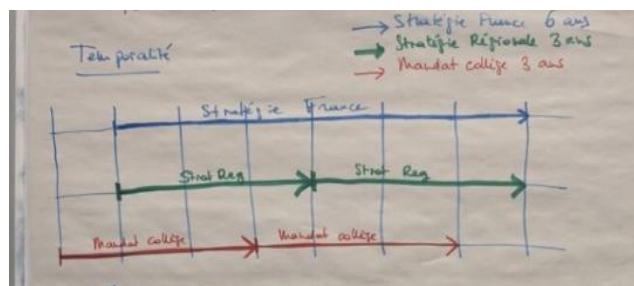 Stratégie France 6 ans
Stratégie Régionale 3 ans
Mandat collège 3 ans
Temporalité
Stratégie France
Strat Reg
Strat Reg
Mandat collège
Mandat collège